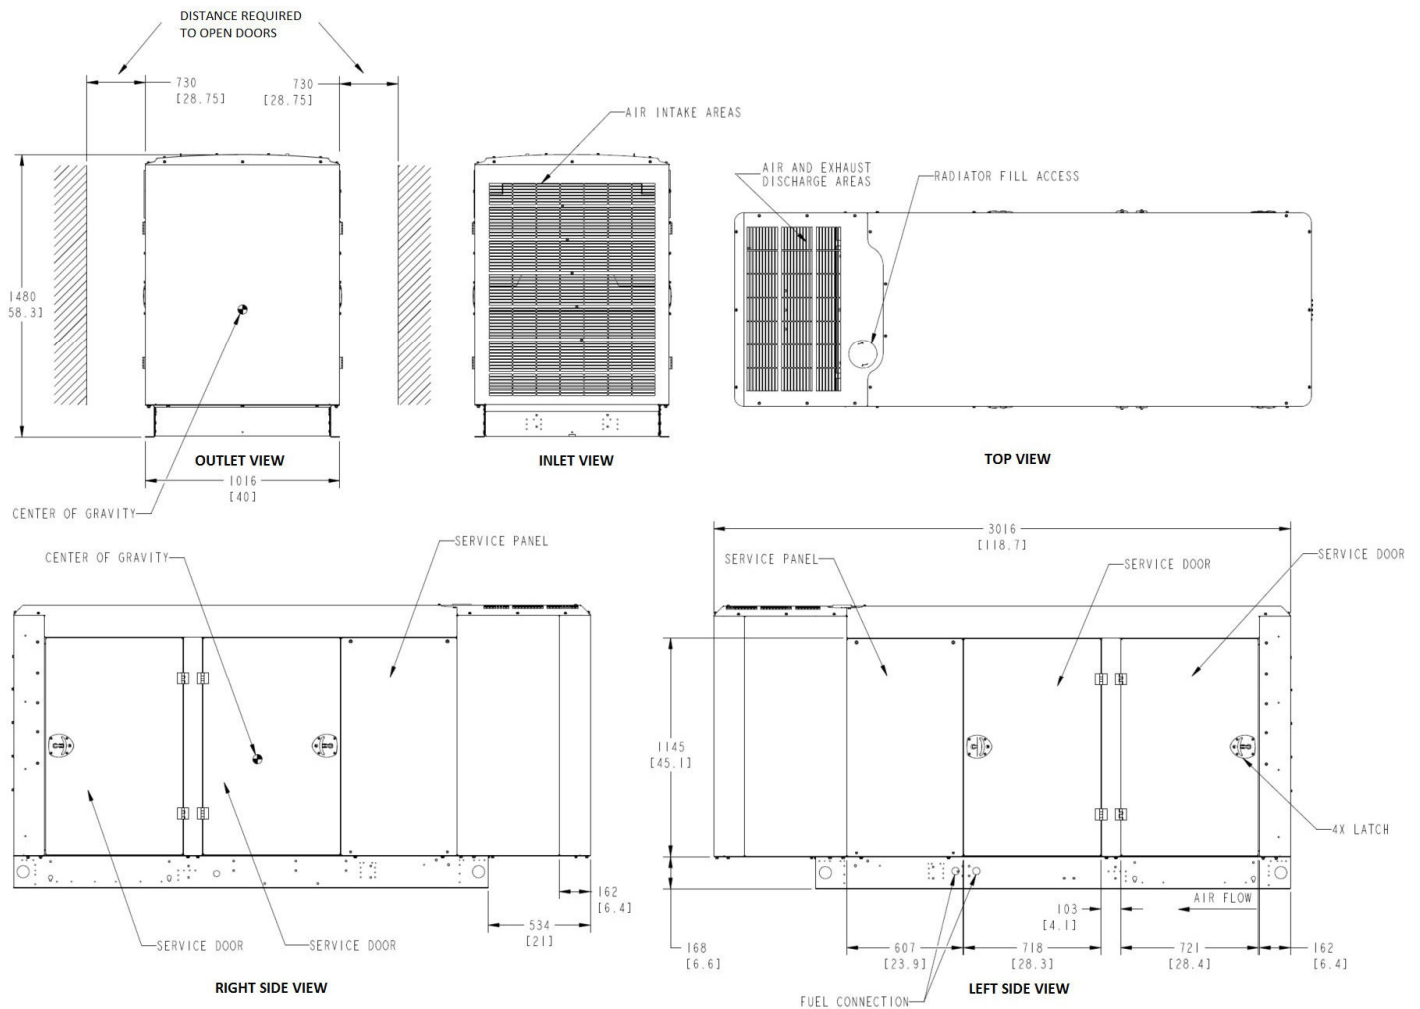 DISTANCE REQUIRED
TO OPEN DOORS
730
[28.75]
730
[28.75]
AIR INTAKE AREAS
AIR AND EXHAUST
DISCHARGE AREAS
RADIATOR FILL ACCESS
1480
58.3]
OUTLET VIEW
INLET VIEW
TOP VIEW
1016
[40]
CENTER OF GRAVITY
CENTER OF GRAVITY
SERVICE PANEL
3016
[118.7]
SERVICE PANEL
SERVICE DOOR
SERVICE DOOR
1145
[45.1]
4X LATCH
162
[6.4]
534
[21]
SERVICE DOOR
SERVICE DOOR
RIGHT SIDE VIEW
AIR FLOW
103
[4.1]
168
[6.6]
607
[23.9]
718
[28.3]
721
[28.4]
162
[6.4]
FUEL CONNECTION
LEFT SIDE VIEW